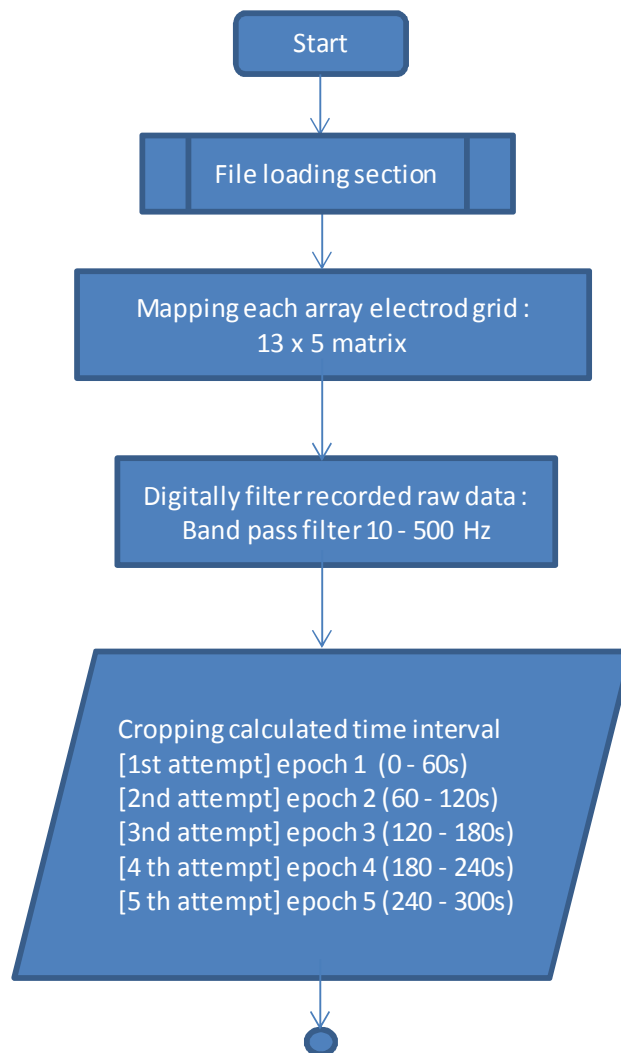 Start
File loading section
Mapping each array electrod grid :
13 x 5 matrix
Digitally filter recorded raw data :
Band pass filter 10 - 500 Hz
Cropping calculated time interval
[1st attempt] epoch 1 (0 - 60s)
[2nd attempt] epoch 2 (60 - 120s)
[3nd attempt] epoch 3 (120 - 180s)
[4 th attempt] epoch 4 (180 - 240s)
[5 th attempt] epoch 5 (240 - 300s)